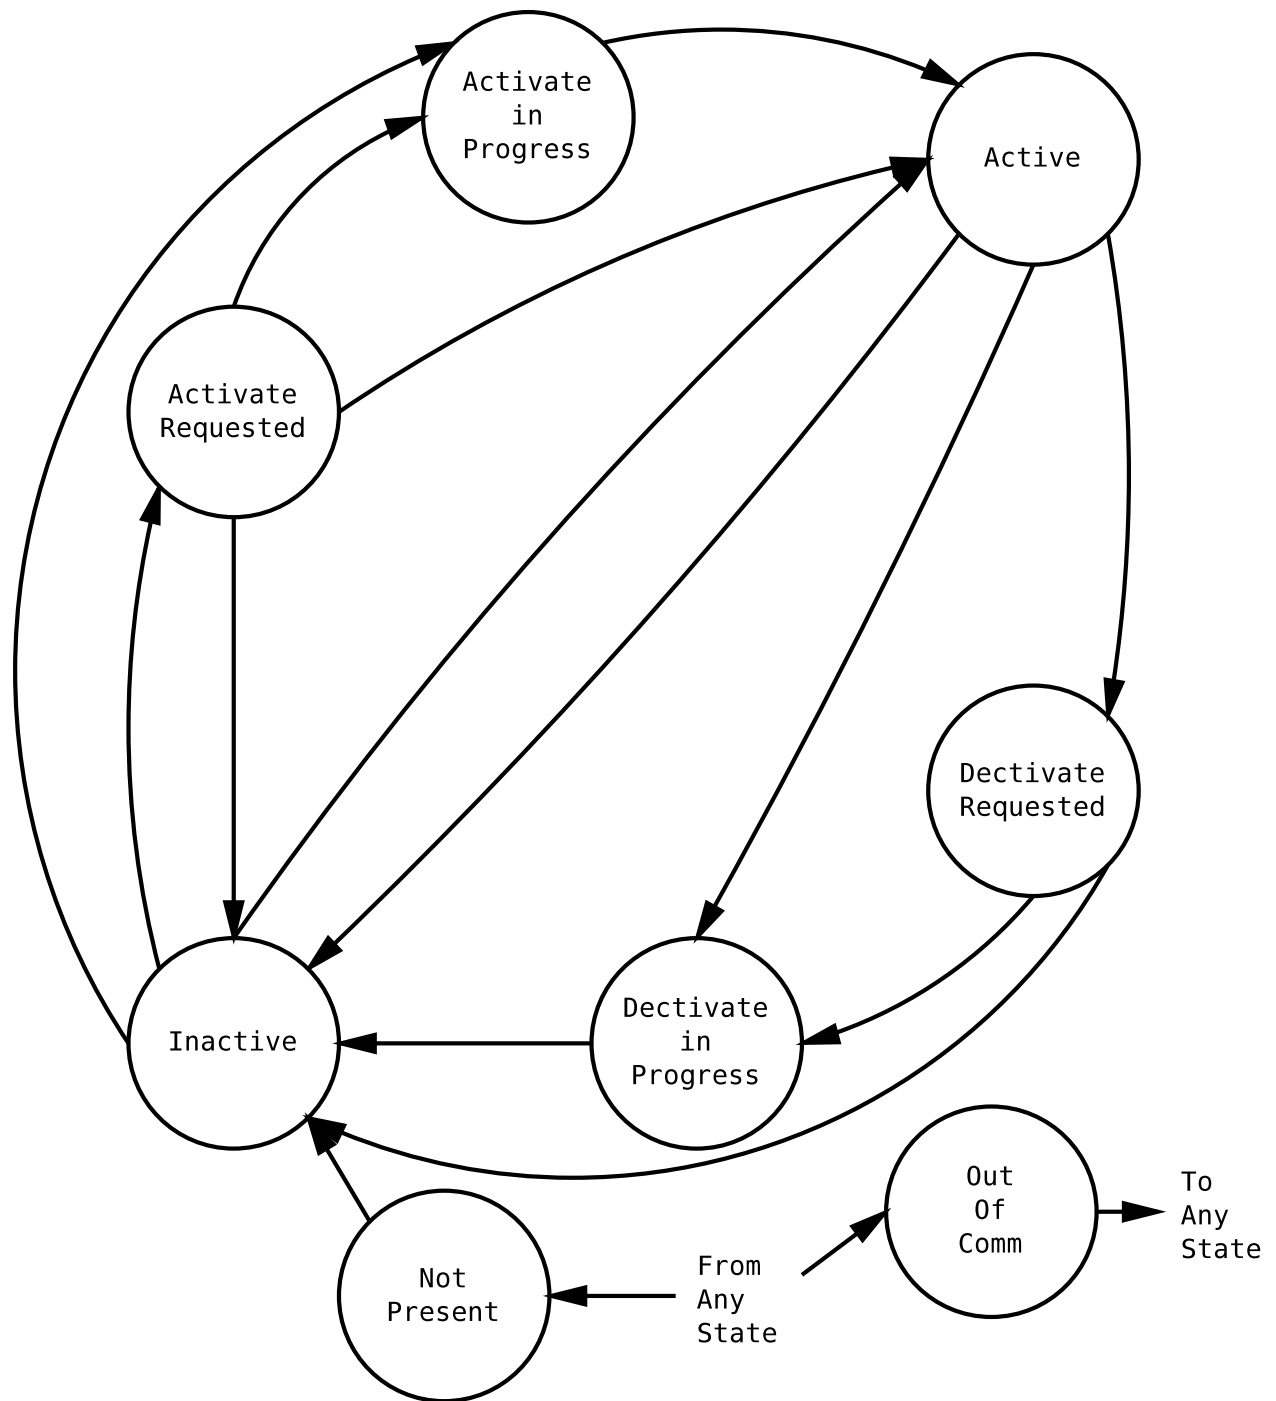 Activate
in
Progress
Active
Activate
Requested
Dectivate
Requested
Inactive
Dectivate
in
Progress
Out
Of
Comm
To
Any
State
Not
Present
From
Any
State